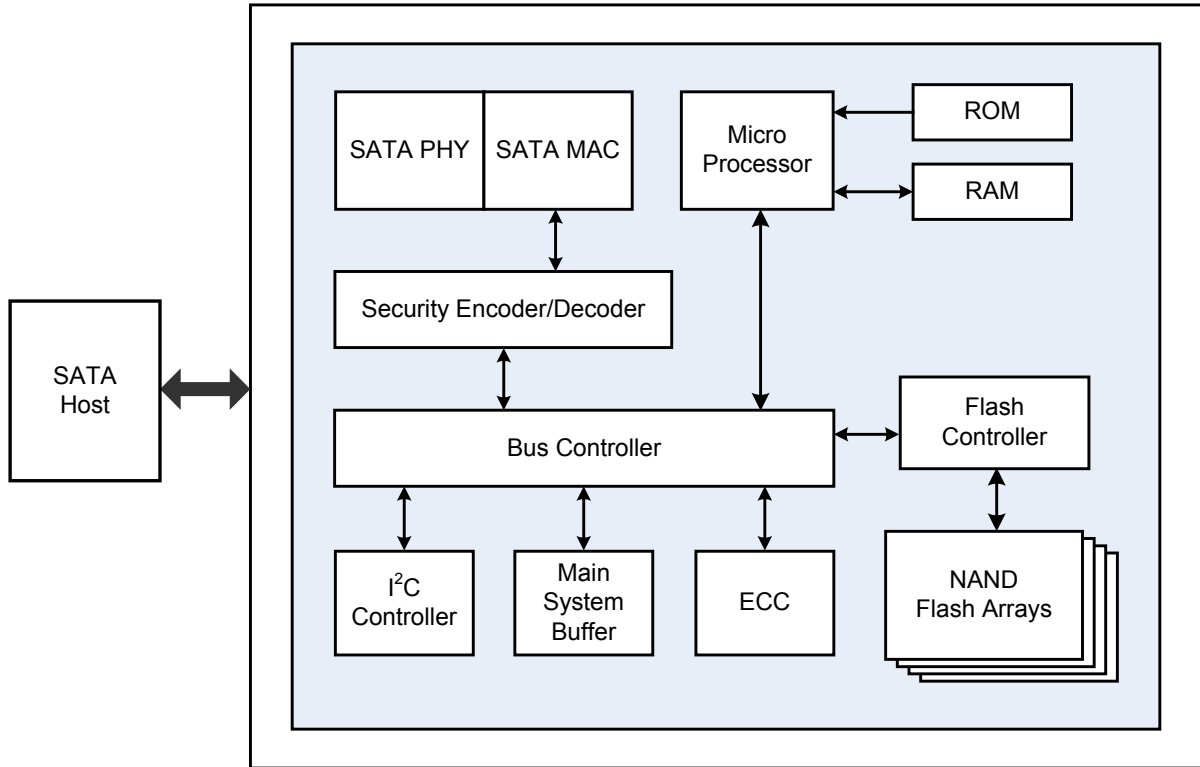 SATA PHY
SATA MAC
Micro
Processor
ROM
RAM
Security Encoder/Decoder
SATA
Host
Bus Controller
Flash
Controller
I²C
Controller
Main
System
Buffer
ECC
NAND
Flash Arrays